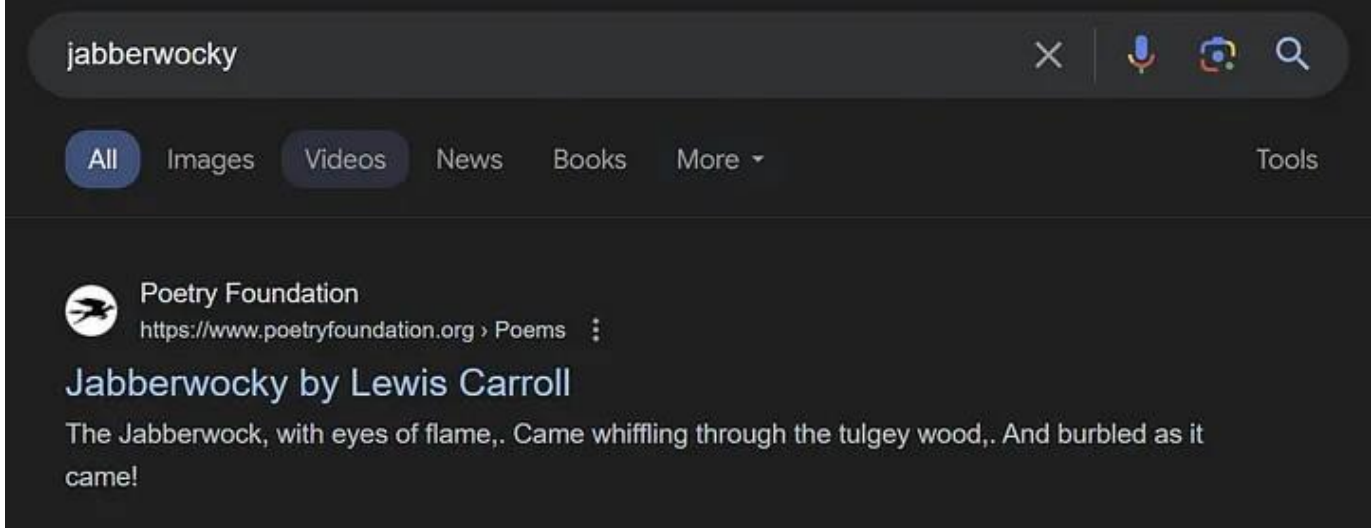 jabberwocky
All Images Videos News Books More Tools
Poetry Foundation
https://www.poetryfoundation.org › Poems
Jabberwocky by Lewis Carroll
The Jabberwock, with eyes of flame,. Came whiffling through the tulgey wood,. And burbled as it
came!